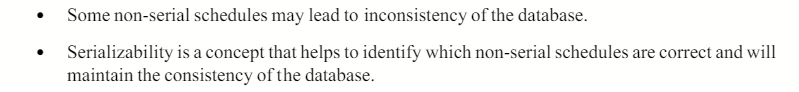 • Some non-serial schedules may lead to inconsistency of the database.
• Serializability is a concept that helps to identify which non-serial schedules are correct and will
maintain the consistency of the database.